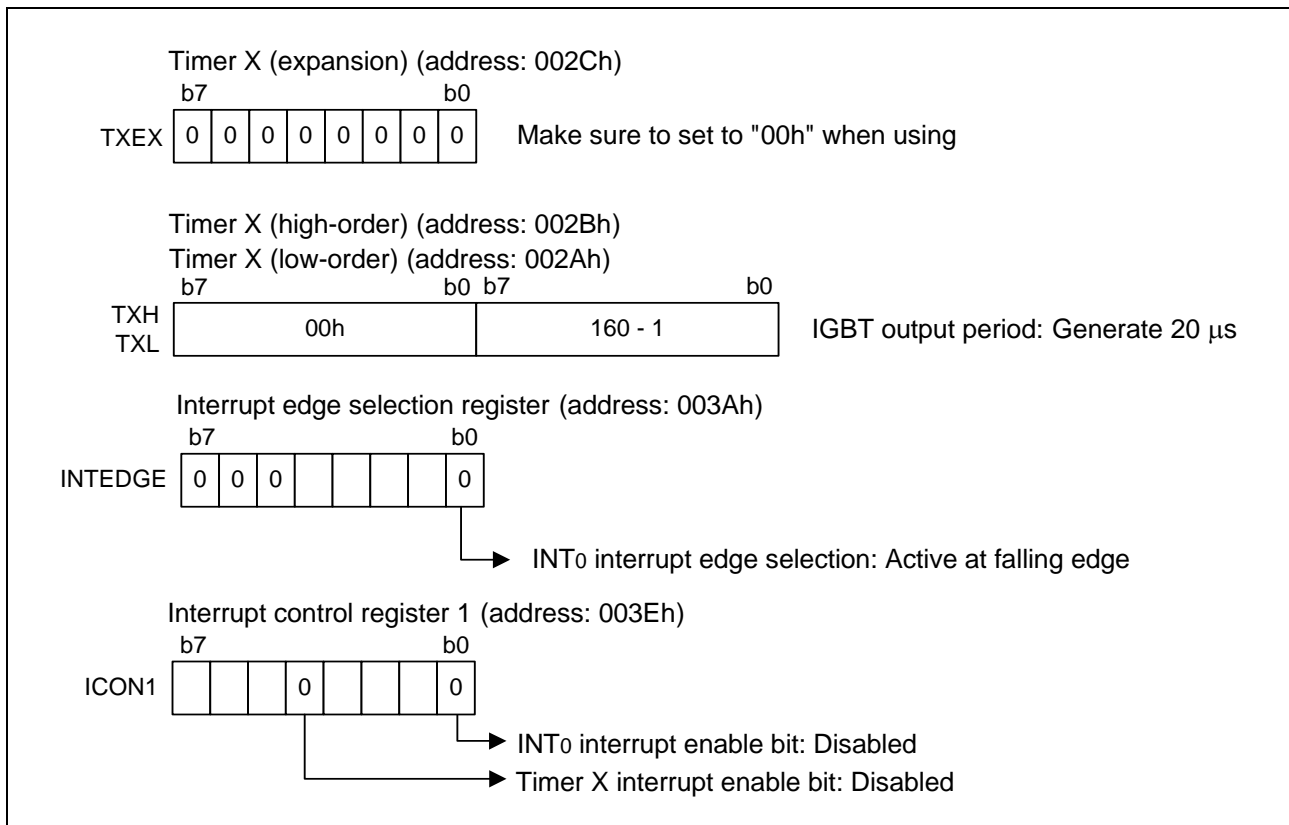 Timer X (expansion) (address: 002Ch)
b7 b0
TXEX 0 0 0 0 0 0 0 0 Make sure to set to "00h" when using
Timer X (high-order) (address: 002Bh)
Timer X (low-order) (address: 002Ah)
b7 b0 b7 b0
TXH
TXL 00h 160 - 1 IGBT output period: Generate 20 μs
Interrupt edge selection register (address: 003Ah)
b7 b0
INTEDGE 0 0 0 0
INT0 interrupt edge selection: Active at falling edge
Interrupt control register 1 (address: 003Eh)
b7 b0
ICON1 0 0
INT0 interrupt enable bit: Disabled
Timer X interrupt enable bit: Disabled